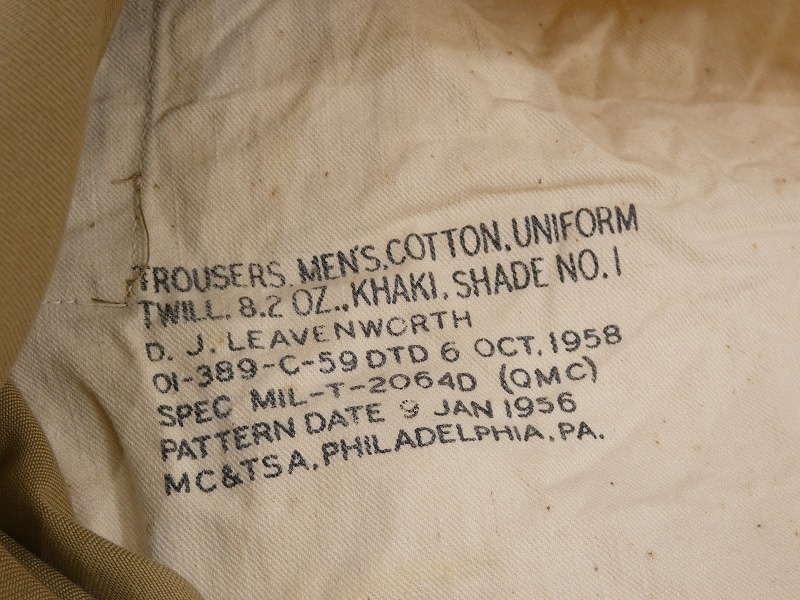 TROUSERS, MEN'S, COTTON, UNIFORM
TWILL, 8.2 OZ., KHAKI, SHADE NO. 1
D. J. LEAVENWORTH
OI-389-C-59 DTD 6 OCT. 1958
SPEC MIL-T-2064D (QMC)
PATTERN DATE 9 JAN 1956
MC&TSA, PHILADELPHIA, PA.